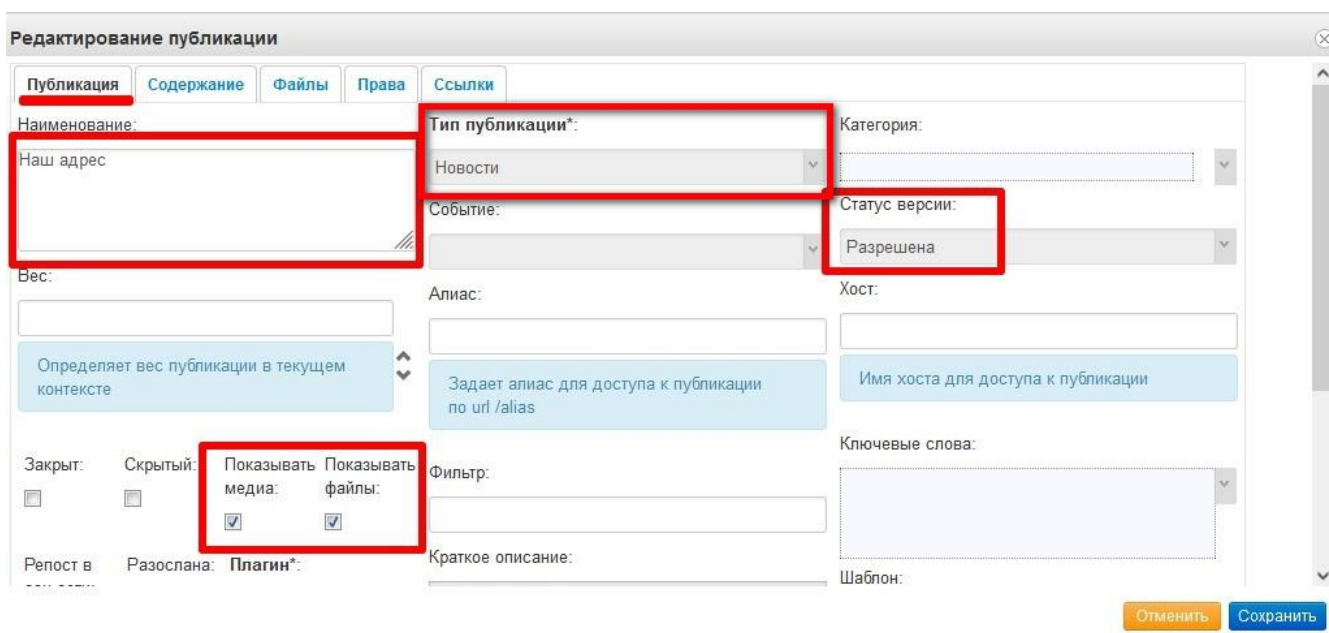 Редактирование публикации
Публикация Содержание Файлы Права Ссылки
Наименование:
Наш адрес
Тип публикации*:
Новости
Категория:
Событие:
Статус версии:
Разрешена
Вес:
Определяет вес публикации в текущем
контексте
Алиас:
Задает алиас для доступа к публикации
по url /alias
Хост:
Имя хоста для доступа к публикации
Закрыт:
Скрытый:
Показывать
медиа:
Показывать
файлы:
Фильтр:
Ключевые слова:
Репост в
Разослана:
Плагин*:
Краткое описание:
Шаблон:
Отменить Сохранить